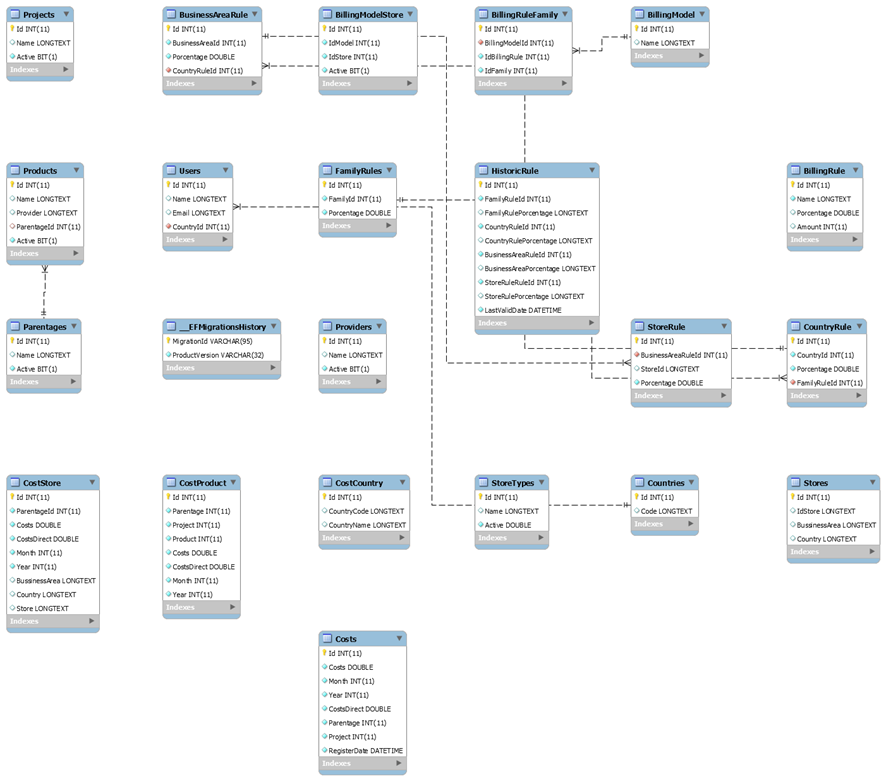 Projects
Id INT(11)
Name LONGTEXT
Active BIT(1)
Indexes
BusinessAreaRule
Id INT(11)
BusinessAreaId INT(11)
Porcentage DOUBLE
CountryRuleId INT(11)
Indexes
BillingModelStore
Id INT(11)
IdModel INT(11)
IdStore INT(11)
Active BIT(1)
Indexes
BillingRuleFamily
Id INT(11)
BillingModelId INT(11)
IdBillingRule INT(11)
IdFamily INT(11)
Indexes
BillingModel
Id INT(11)
Name LONGTEXT
Indexes
Products
Id INT(11)
Name LONGTEXT
Provider LONGTEXT
ParentageId INT(11)
Active BIT(1)
Indexes
Users
Id INT(11)
Name LONGTEXT
Email LONGTEXT
CountryId INT(11)
Indexes
FamilyRules
Id INT(11)
FamilyId INT(11)
Porcentage DOUBLE
Indexes
HistoricRule
Id INT(11)
FamilyRuleId INT(11)
FamilyRulePorcentage LONGTEXT
CountryRuleId INT(11)
CountryRulePorcentage LONGTEXT
BusinessAreaRuleId INT(11)
BusinessAreaPorcentage LONGTEXT
StoreRuleRuleId INT(11)
StoreRulePorcentage LONGTEXT
LastValidDate DATETIME
Indexes
BillingRule
Id INT(11)
Name LONGTEXT
Porcentage DOUBLE
Amount INT(11)
Indexes
Parentages
Id INT(11)
Name LONGTEXT
Active BIT(1)
Indexes
__EFMigrationsHistory
MigrationId VARCHAR(95)
ProductVersion VARCHAR(32)
Indexes
Providers
Id INT(11)
Name LONGTEXT
Active BIT(1)
Indexes
StoreRule
Id INT(11)
BusinessAreaRuleId INT(11)
StoreId LONGTEXT
Porcentage DOUBLE
Indexes
CountryRule
Id INT(11)
CountryId INT(11)
Porcentage DOUBLE
FamilyRuleId INT(11)
Indexes
CostStore
Id INT(11)
ParentageId INT(11)
Costs DOUBLE
CostsDirect DOUBLE
Month INT(11)
Year INT(11)
BussinessArea LONGTEXT
Country LONGTEXT
Store LONGTEXT
Indexes
CostProduct
Id INT(11)
Parentage INT(11)
Project INT(11)
Product INT(11)
Costs DOUBLE
CostsDirect DOUBLE
Month INT(11)
Year INT(11)
Indexes
CostCountry
Id INT(11)
CountryCode LONGTEXT
CountryName LONGTEXT
Indexes
StoreTypes
Id INT(11)
Name LONGTEXT
Active DOUBLE
Indexes
Countries
Id INT(11)
Code LONGTEXT
Indexes
Stores
Id INT(11)
IdStore LONGTEXT
BussinessArea LONGTEXT
Country LONGTEXT
Indexes
Costs
Id INT(11)
Costs DOUBLE
Month INT(11)
Year INT(11)
CostsDirect DOUBLE
Parentage INT(11)
Project INT(11)
RegisterDate DATETIME
Indexes